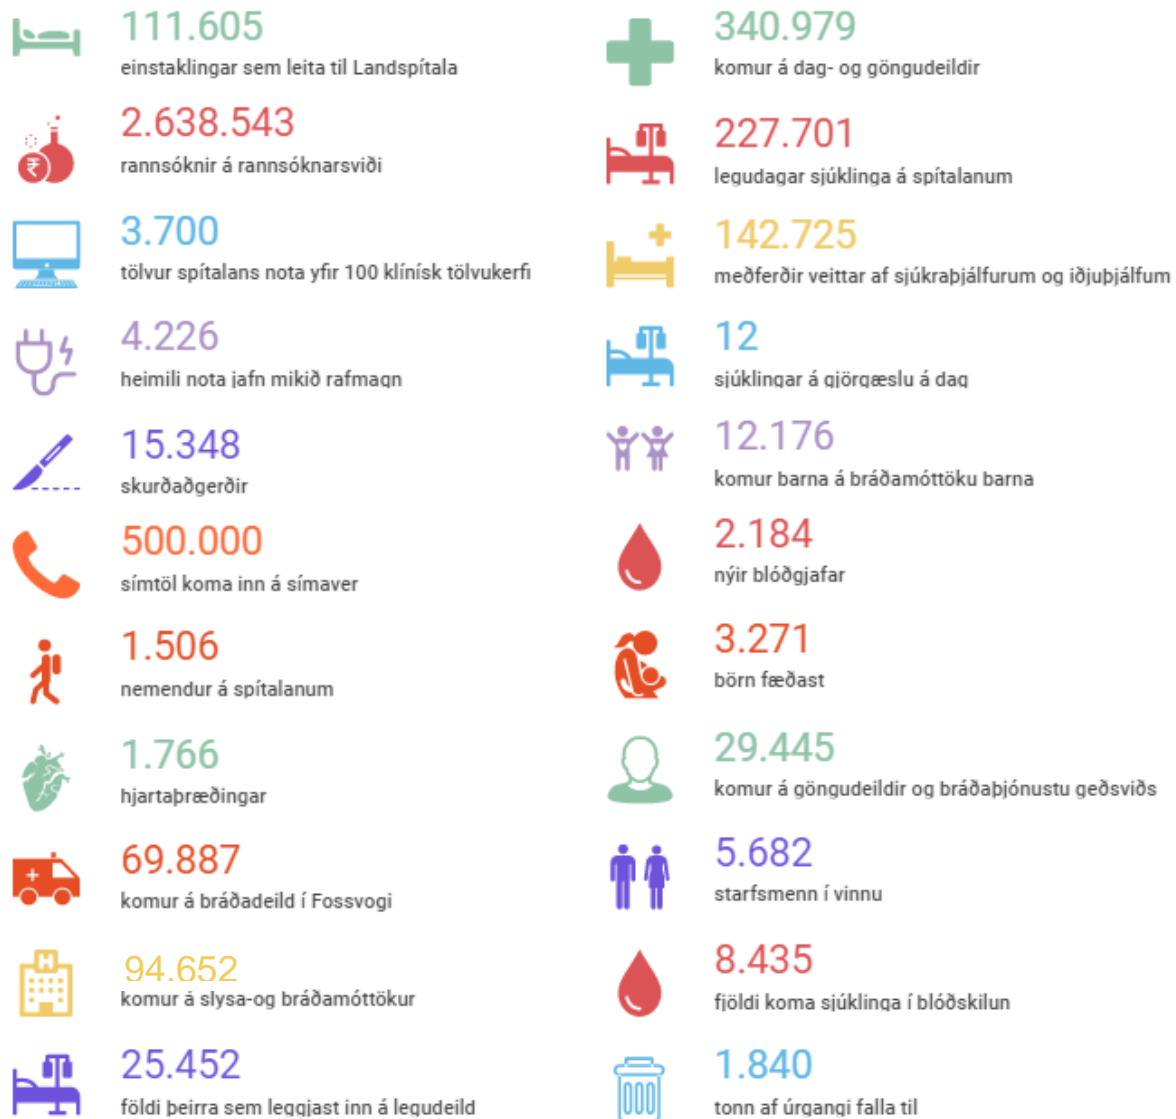 111.605
einstaklingar sem leita til Landspítala
2.638.543
rannsóknir á rannsóknarsviði
3.700
tölvur spítalans nota yfir 100 klínísk tölvukerfi
4.226
heimili nota jafn mikið rafmagn
15.348
skurðaðgerðir
500.000
símtöl koma inn á símaver
1.506
nemendur á spítalanum
1.766
hjartaþræðingar
69.887
komur á bráðadeild í Fossvogi
H
94.652
komur á slysa-og bráðamóttökur
25.452
földi þeirra sem leggjast inn á legudeild
340.979
komur á dag- og göngudeildir
227.701
legudagar sjúklinga á spítalanum
142.725
meðferðir veittar af sjúkraþjálfurum og iðjuþjálfum
12
sjúklingar á gjörgæslu á dag
12.176
komur barna á bráðamóttöku barna
2.184
nýir blóðgjafar
3.271
börn fæðast
29.445
komur á göngudeildir og bráðaþjónustu geðsviðs
5.682
starfsmenn í vinnu
8.435
fjöldi koma sjúklinga í blóðskilun
1.840
tonn af úrgangi falla til